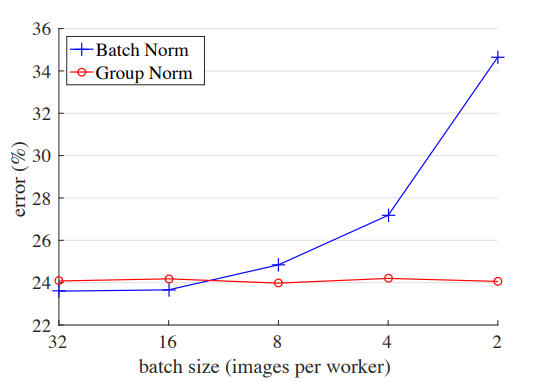 36
34
32
30
28
26
24
22
error (%)
Batch Norm
Group Norm
32 16 8 4 2
batch size (images per worker)